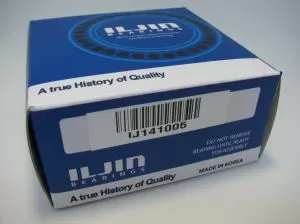 ILJIN
BEARINGS
A true History of Quality
IJ141005
DO NOT REMOVE
BEARING UNTIL READY
FOR ASSEMBLY
ILJIN
BEARINGS
MADE IN KOREA
A true History of Quality